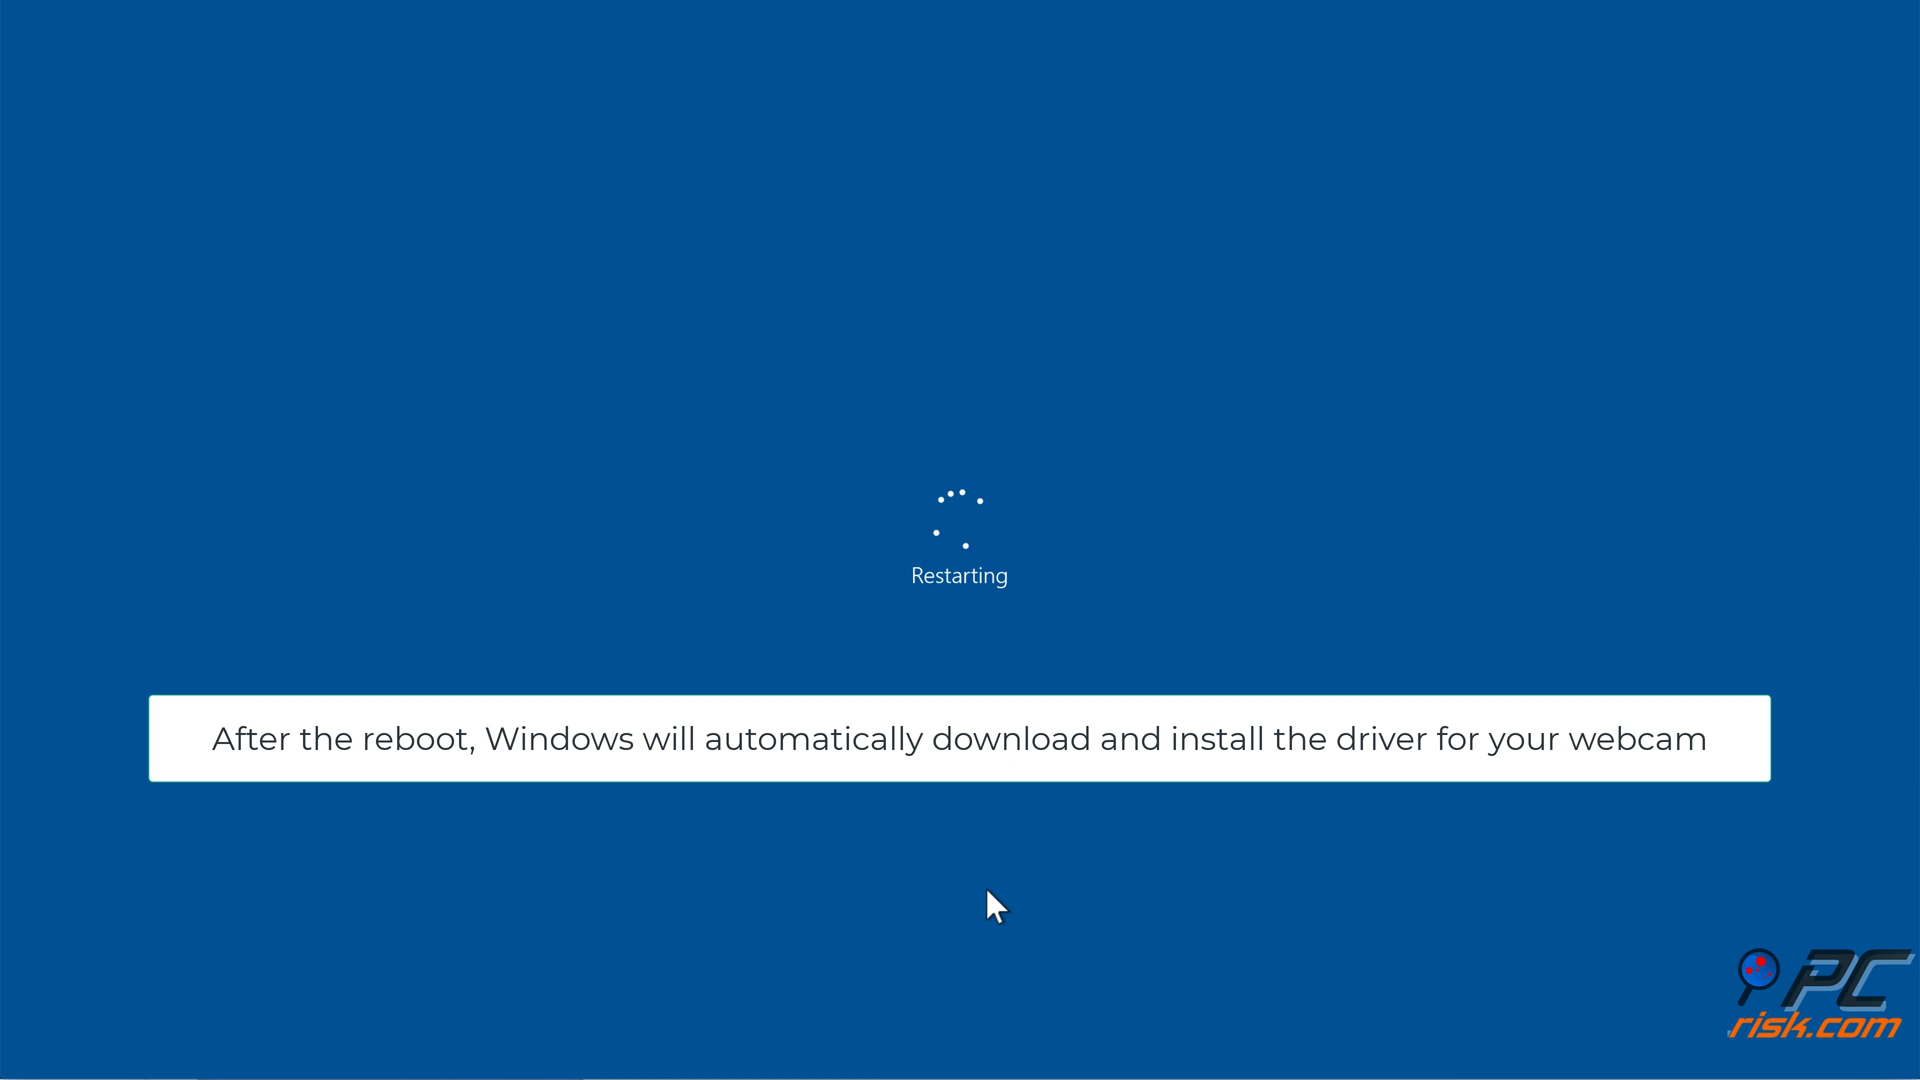 Restarting
After the reboot, Windows will automatically download and install the driver for your webcam
PC
risk.com